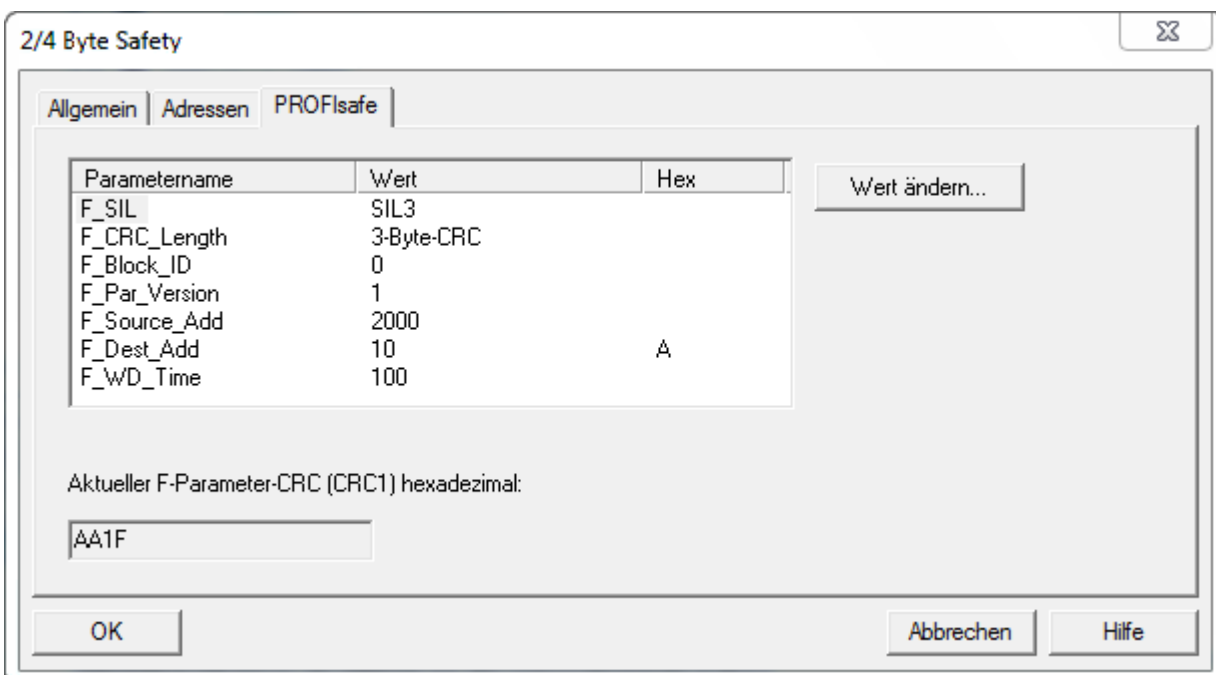 2/4 Byte Safety
Allgemein Adressen PROFIsafe
Parametername Wert Hex
F_SIL SIL3
F_CRC_Length 3-Byte-CRC
F_Block_ID 0
F_Par_Version 1
F_Source_Add 2000
F_Dest_Add 10 A
F_WD_Time 100
Wert ändern...
Aktueller F-Parameter-CRC (CRC1) hexadezimal:
AA1F
OK Abbrechen Hilfe